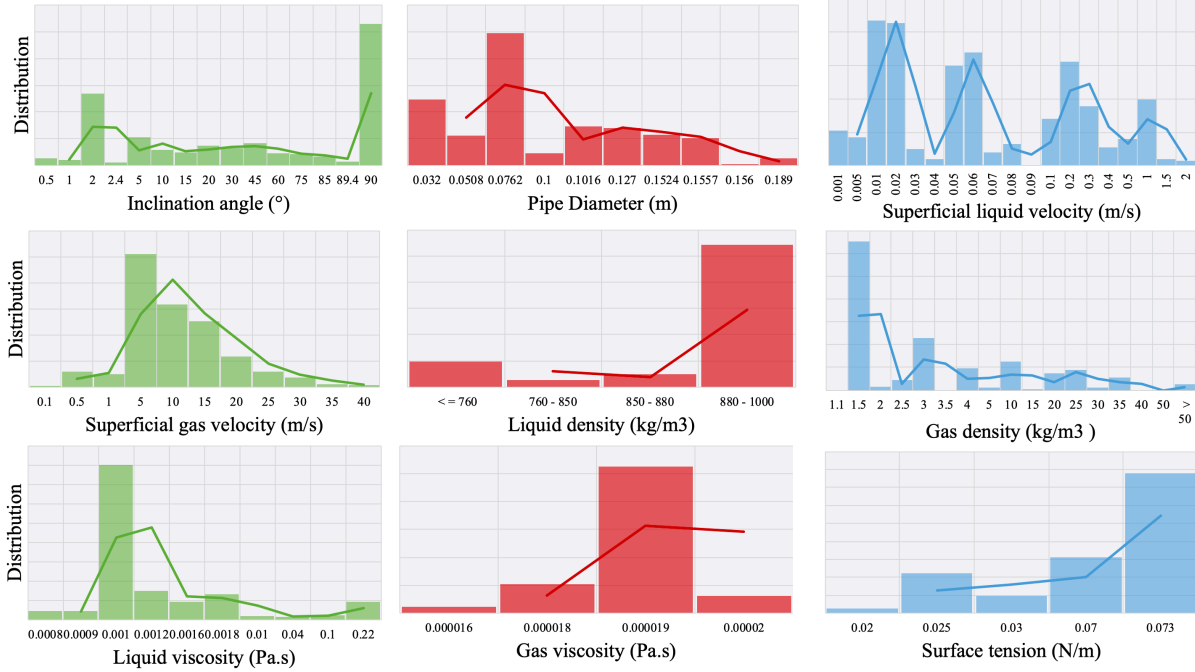 Distribution
0.5 1 2 2.4 5 10 15 20 30 45 60 75 85 89.4 90
Inclination angle (°)
0.032 0.0508 0.0762 0.1 0.1016 0.127 0.1524 0.1557 0.156 0.189
Pipe Diameter (m)
0.001 0.005 0.01 0.02 0.03 0.04 0.05 0.06 0.07 0.08 0.09 0.1 0.2 0.3 0.4 0.5 1 1.5 2
Superficial liquid velocity (m/s)
Distribution
0.1 0.5 1 5 10 15 20 25 30 35 40
Superficial gas velocity (m/s)
<= 760 760 - 850 850 - 880 880 - 1000
Liquid density (kg/m3)
1.1 1.5 2 2.5 3 3.5 4 5 10 15 20 25 30 35 40 50 >
50
Gas density (kg/m3 )
Distribution
0.0008 0.0009 0.001 0.0012 0.0016 0.0018 0.01 0.04 0.1 0.22
Liquid viscosity (Pa.s)
0.000016 0.000018 0.000019 0.00002
Gas viscosity (Pa.s)
0.02 0.025 0.03 0.07 0.073
Surface tension (N/m)